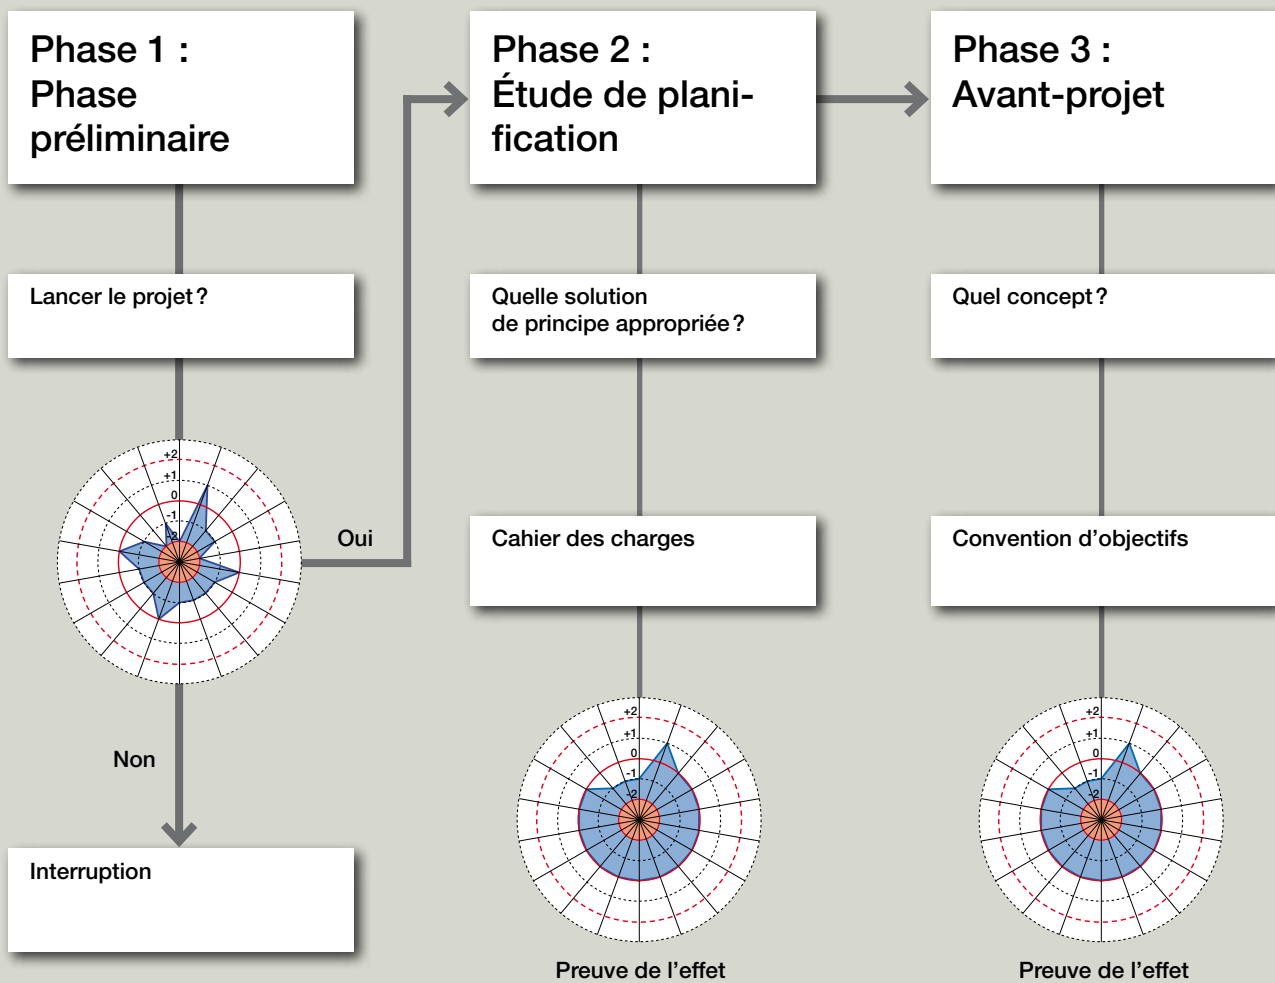 Phase 1 :
Phase
préliminaire
Phase 2 :
Étude de plani-
fication
Phase 3 :
Avant-projet
Lancer le projet ?
Quelle solution
de principe appropriée ?
Quel concept ?
+2
+1
0
-1
-2
Oui
Non
Interruption
Cahier des charges
Convention d’objectifs
+2
+1
0
-1
-2
+2
+1
0
-1
-2
Preuve de l’effet
Preuve de l’effet